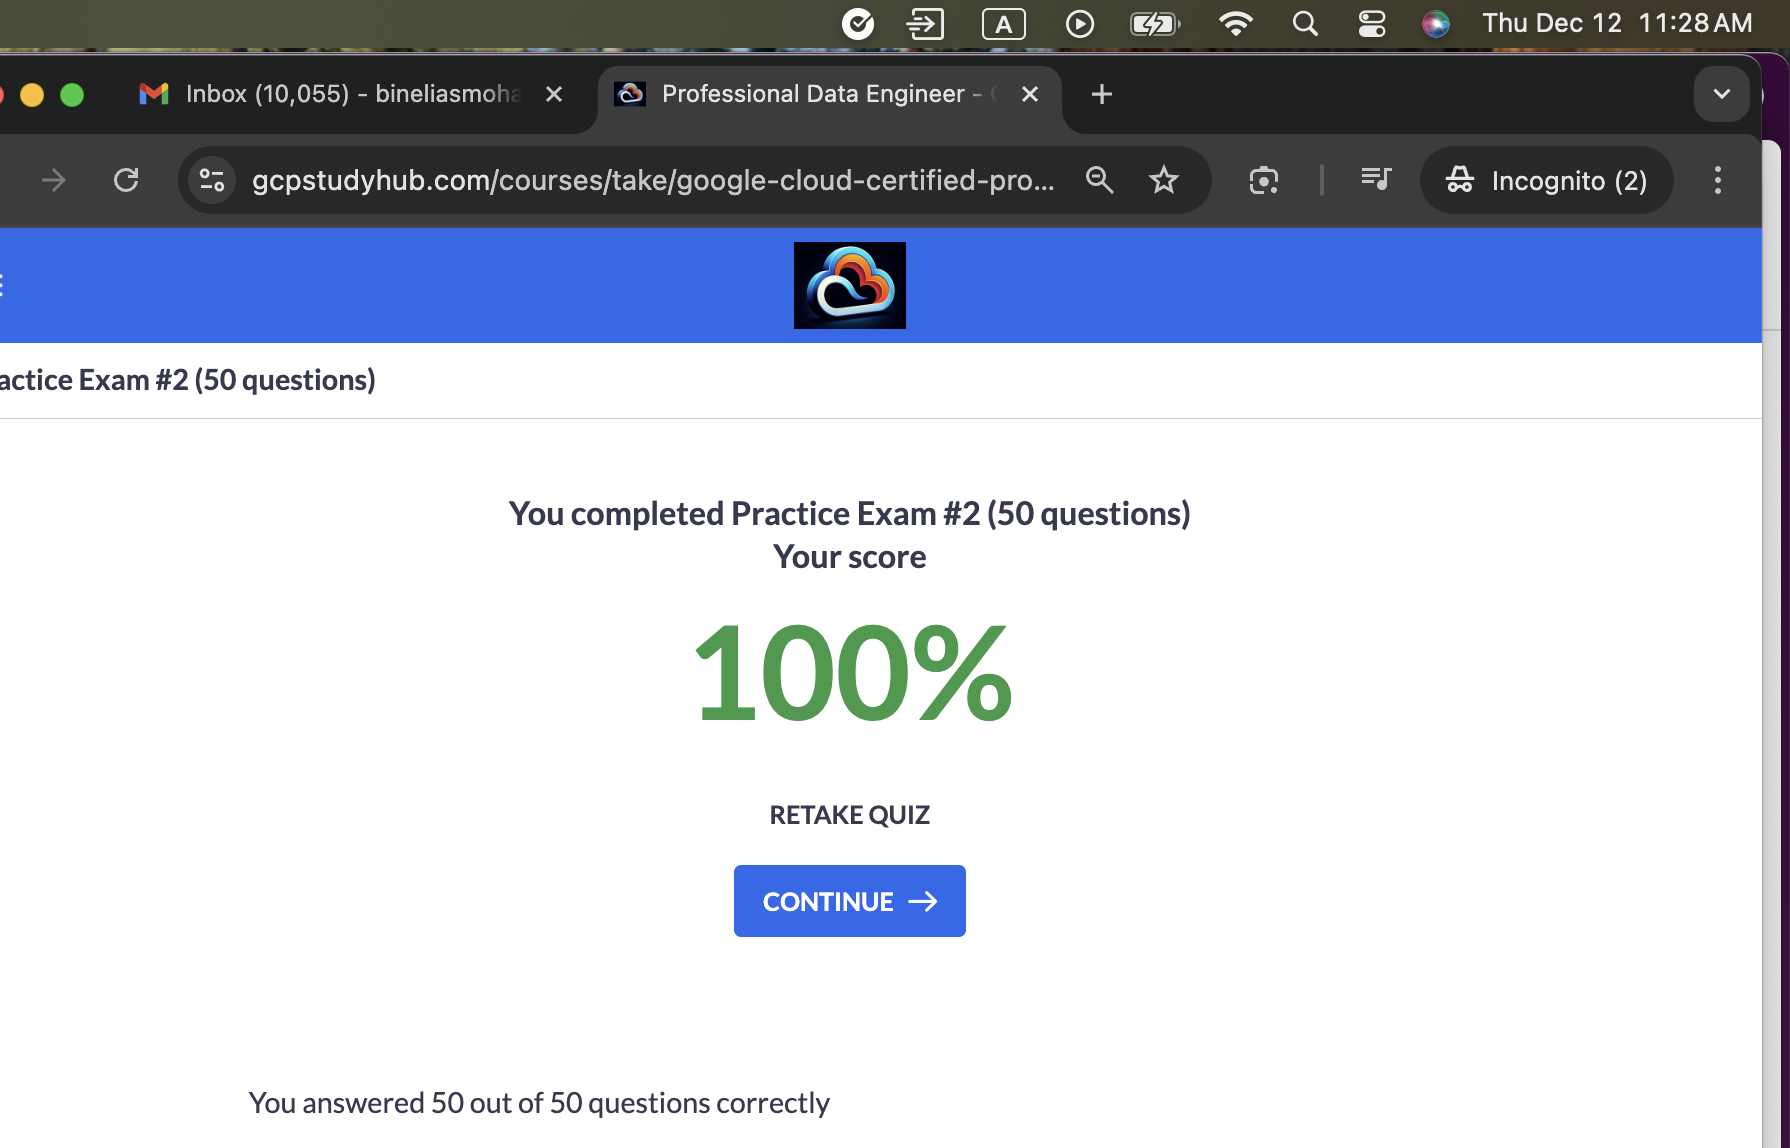 A
Thu Dec 12 11:28 AM
Inbox (10,055) - bineliasmoha
Professional Data Engineer -
gcpstudyhub.com/courses/take/google-cloud-certified-pro...
Incognito (2)
actice Exam #2 (50 questions)
You completed Practice Exam #2 (50 questions)
Your score
100%
RETAKE QUIZ
CONTINUE →
You answered 50 out of 50 questions correctly